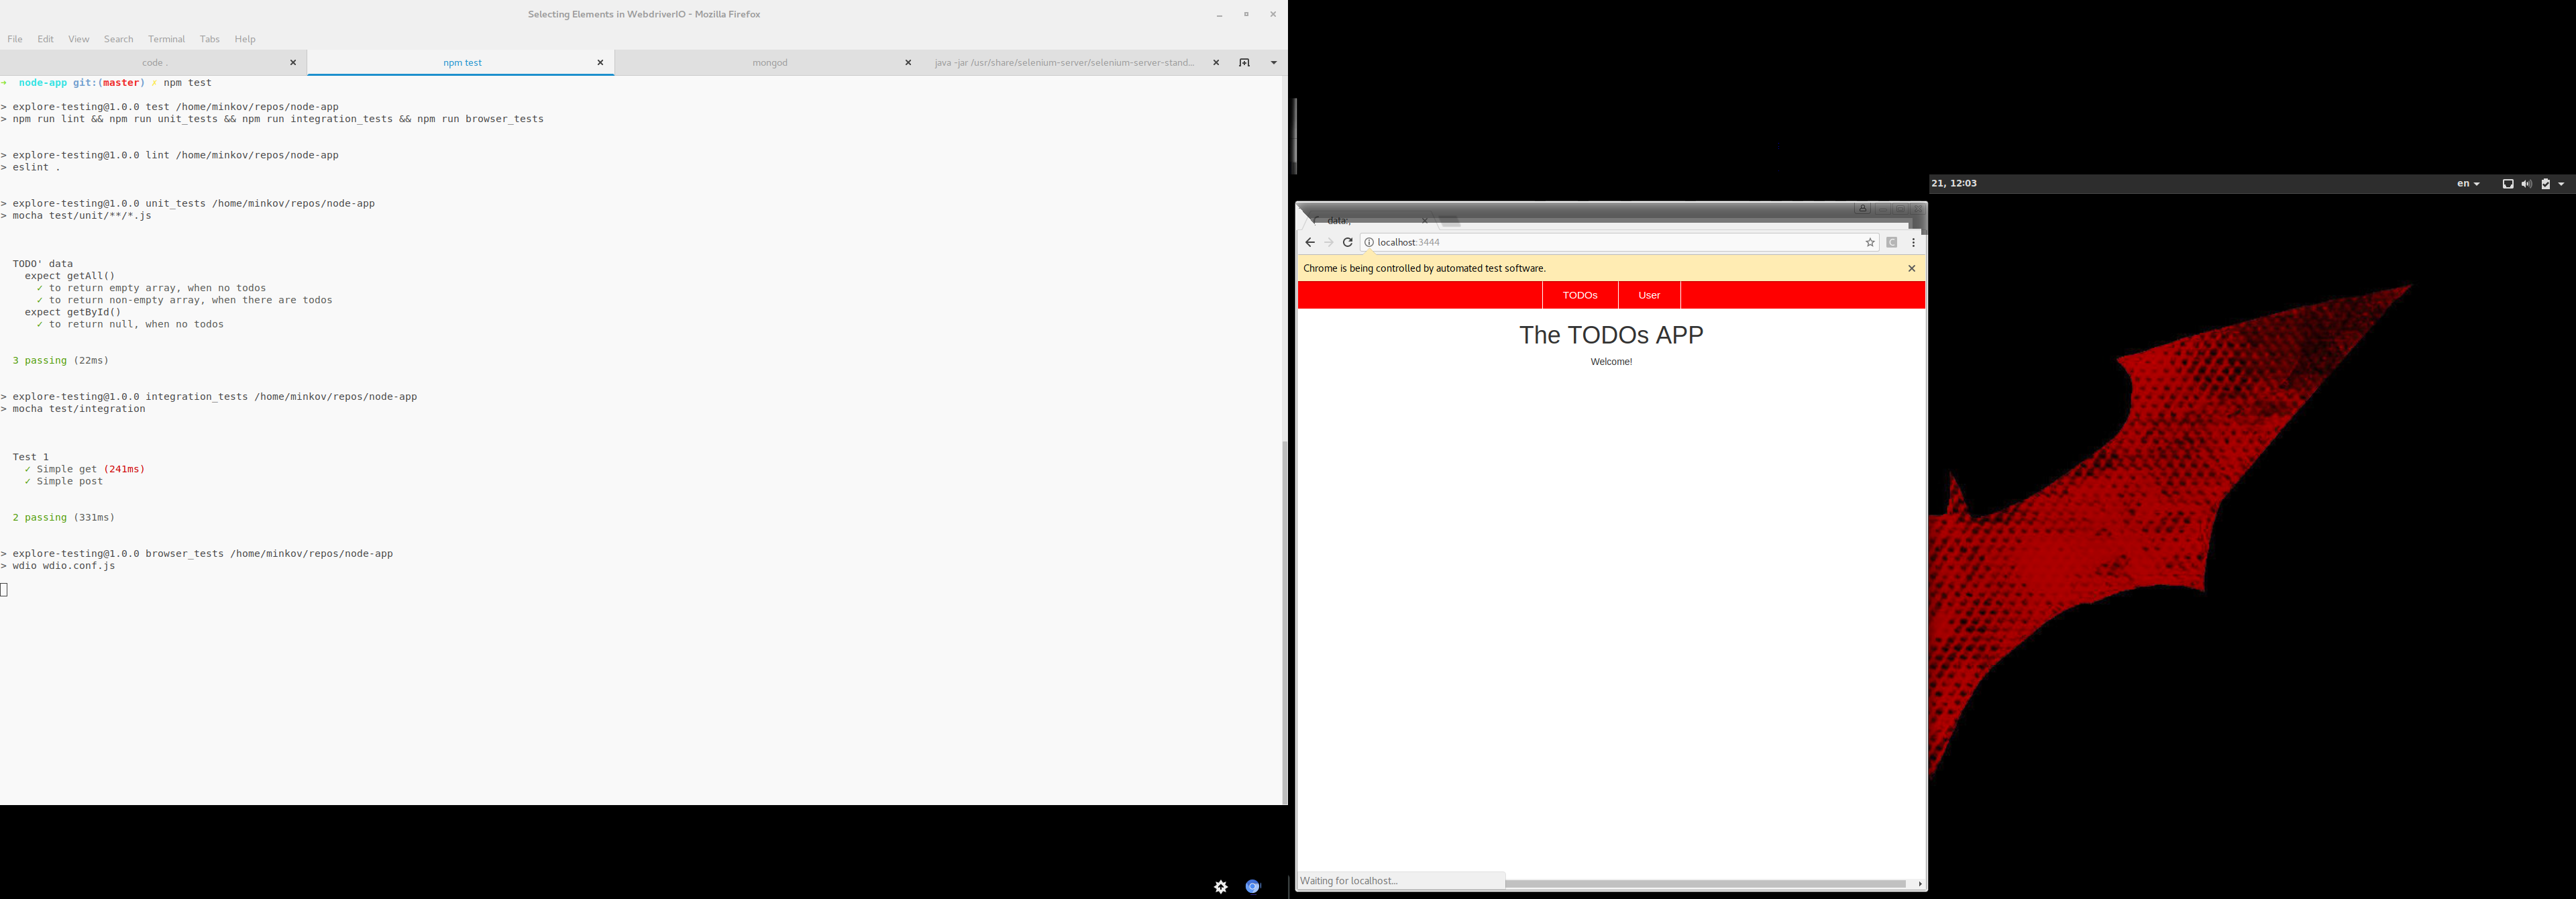 Selecting Elements in WebdriverIO - Mozilla Firefox
File Edit View Search Terminal Tabs Help
code . npm test mongod java -jar /usr/share/selenium-server/selenium-server-stand...
→ node-app git:(master) ✗ npm test
> explore-testing@1.0.0 test /home/minkov/repos/node-app
> npm run lint && npm run unit_tests && npm run integration_tests && npm run browser_tests
> explore-testing@1.0.0 lint /home/minkov/repos/node-app
> eslint .
> explore-testing@1.0.0 unit_tests /home/minkov/repos/node-app
> mocha test/unit/**/*.js
TODO' data
expect getAll()
✓ to return empty array, when no todos
✓ to return non-empty array, when there are todos
expect getById()
✓ to return null, when no todos
3 passing (22ms)
> explore-testing@1.0.0 integration_tests /home/minkov/repos/node-app
> mocha test/integration
Test 1
✓ Simple get (241ms)
✓ Simple post
2 passing (331ms)
> explore-testing@1.0.0 browser_tests /home/minkov/repos/node-app
> wdio wdio.conf.js
21, 12:03 en
data:,
localhost:3444
Chrome is being controlled by automated test software.
TODOs User
The TODOs APP
Welcome!
Waiting for localhost...